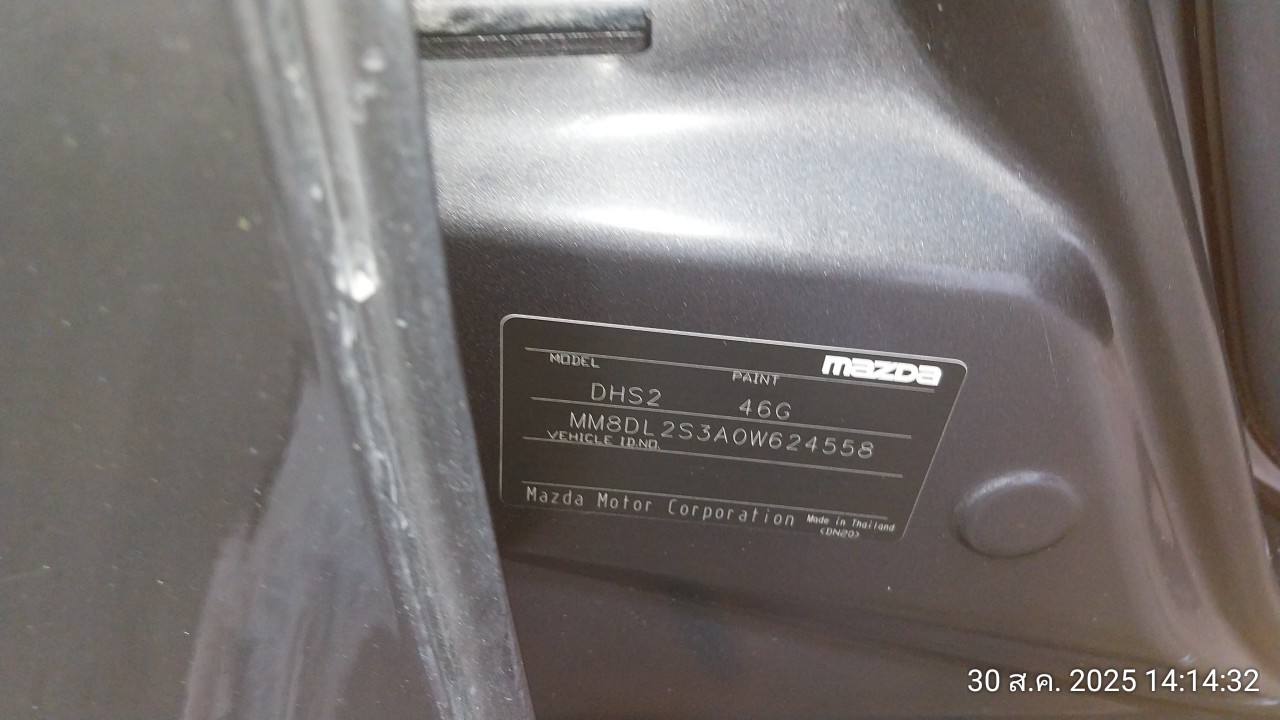 mazda
MODEL PAINT
DHS2 46G
MM8DL2S3A0W624558
VEHICLE ID.NO.
Mazda Motor Corporation Made in Thailand
(DN20)
30 ส.ค. 2025 14:14:32